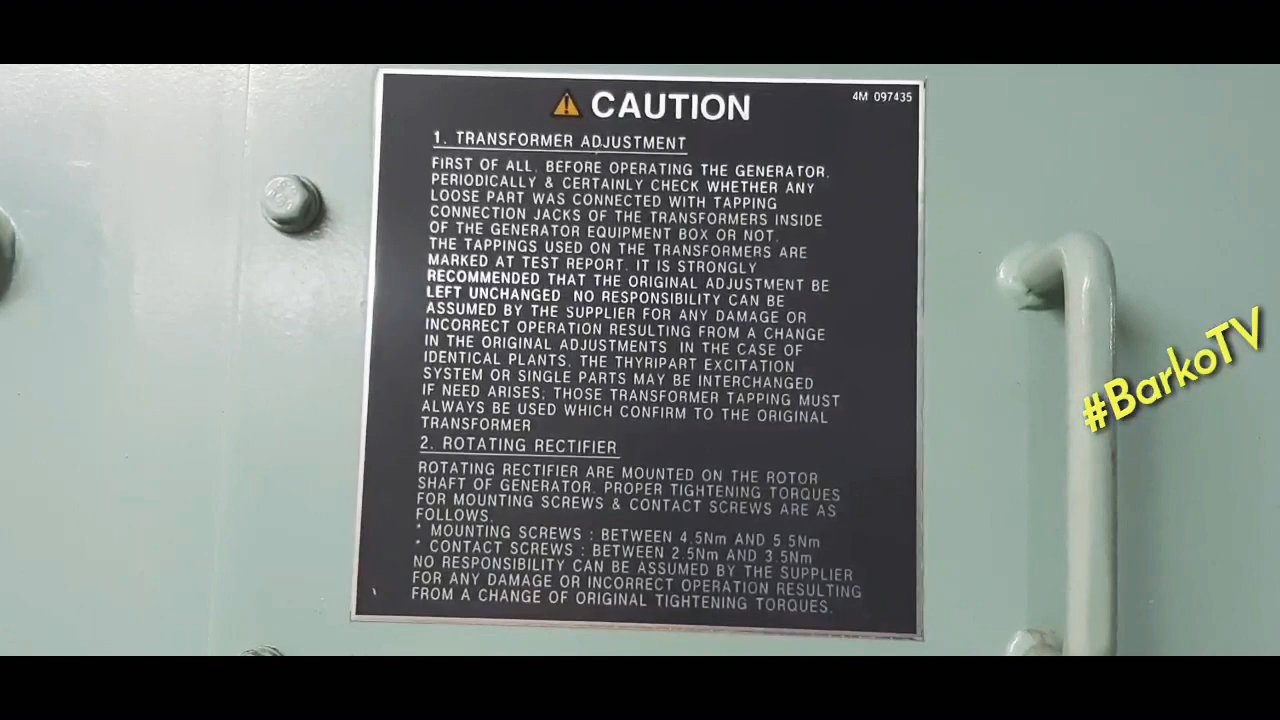 CAUTION
4M 097435
1. TRANSFORMER ADJUSTMENT
FIRST OF ALL, BEFORE OPERATING THE GENERATOR,
PERIODICALLY & CERTAINLY CHECK WHETHER ANY
LOOSE PART WAS CONNECTED WITH TAPPING
CONNECTION JACKS OF THE TRANSFORMERS INSIDE
OF THE GENERATOR EQUIPMENT BOX OR NOT.
THE TAPPINGS USED ON THE TRANSFORMERS ARE
MARKED AT TEST REPORT. IT IS STRONGLY
RECOMMENDED THAT THE ORIGINAL ADJUSTMENT BE
LEFT UNCHANGED NO RESPONSIBILITY CAN BE
ASSUMED BY THE SUPPLIER FOR ANY DAMAGE OR
INCORRECT OPERATION RESULTING FROM A CHANGE
IN THE ORIGINAL ADJUSTMENTS IN THE CASE OF
IDENTICAL PLANTS, THE THYRIPART EXCITATION
SYSTEM OR SINGLE PARTS MAY BE INTERCHANGED
IF NEED ARISES; THOSE TRANSFORMER TAPPING MUST
ALWAYS BE USED WHICH CONFIRM TO THE ORIGINAL
TRANSFORMER
2. ROTATING RECTIFIER
ROTATING RECTIFIER ARE MOUNTED ON THE ROTOR
SHAFT OF GENERATOR. PROPER TIGHTENING TORQUES
FOR MOUNTING SCREWS & CONTACT SCREWS ARE AS
FOLLOWS.
* MOUNTING SCREWS : BETWEEN 4.5Nm AND 5.5Nm
* CONTACT SCREWS : BETWEEN 2.5Nm AND 3.5Nm
NO RESPONSIBILITY CAN BE ASSUMED BY THE SUPPLIER
FOR ANY DAMAGE OR INCORRECT OPERATION RESULTING
FROM A CHANGE OF ORIGINAL TIGHTENING TORQUES.
#BarkoTV